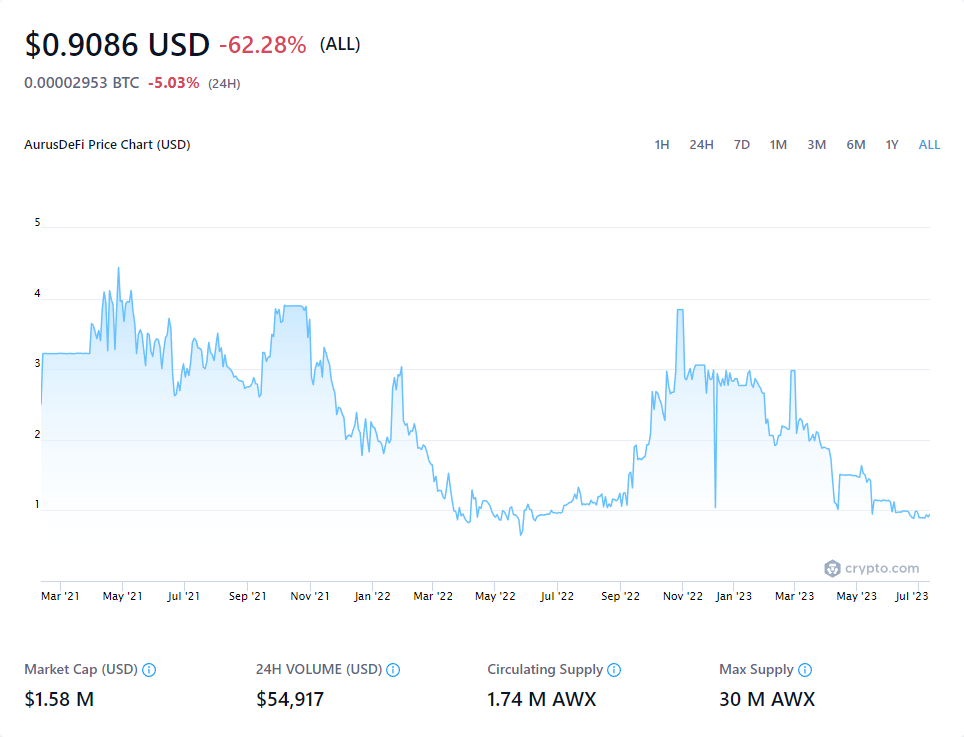 $0.9086 USD -62.28% (ALL)
0.00002953 BTC -5.03% (24H)
AurusDeFi Price Chart (USD) 1H 24H 7D 1M 3M 6M 1Y ALL
5
4
3
2
1
crypto.com
Mar '21 May '21 Jul '21 Sep '21 Nov '21 Jan '22 Mar '22 May '22 Jul '22 Sep '22 Nov '22 Jan '23 Mar '23 May '23 Jul '23
Market Cap (USD) 24H VOLUME (USD) Circulating Supply Max Supply
$1.58 M $54,917 1.74 M AWX 30 M AWX